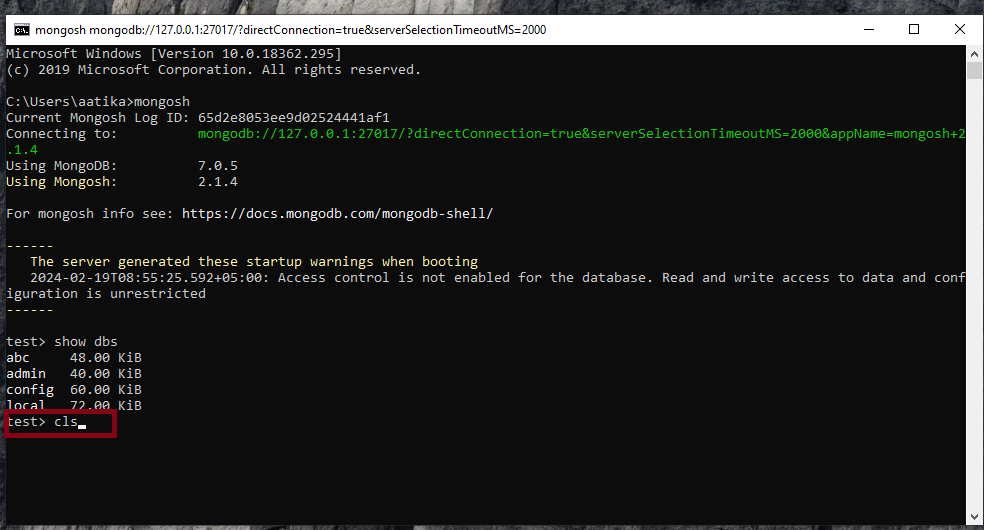 mongosh mongodb://127.0.0.1:27017/?directConnection=true&serverSelectionTimeoutMS=2000
Microsoft Windows [Version 10.0.18362.295]
(c) 2019 Microsoft Corporation. All rights reserved.
C:\Users\aatika>mongosh
Current Mongosh Log ID: 65d2e8053ee9d02524441af1
Connecting to:          mongodb://127.0.0.1:27017/?directConnection=true&serverSelectionTimeoutMS=2000&appName=mongosh+2
.1.4
Using MongoDB:          7.0.5
Using Mongosh:          2.1.4
For mongosh info see: https://docs.mongodb.com/mongodb-shell/
------
   The server generated these startup warnings when booting
   2024-02-19T08:55:25.592+05:00: Access control is not enabled for the database. Read and write access to data and conf
iguration is unrestricted
------
test> show dbs
abc     48.00 KiB
admin   40.00 KiB
config  60.00 KiB
local   72.00 KiB
test> cls